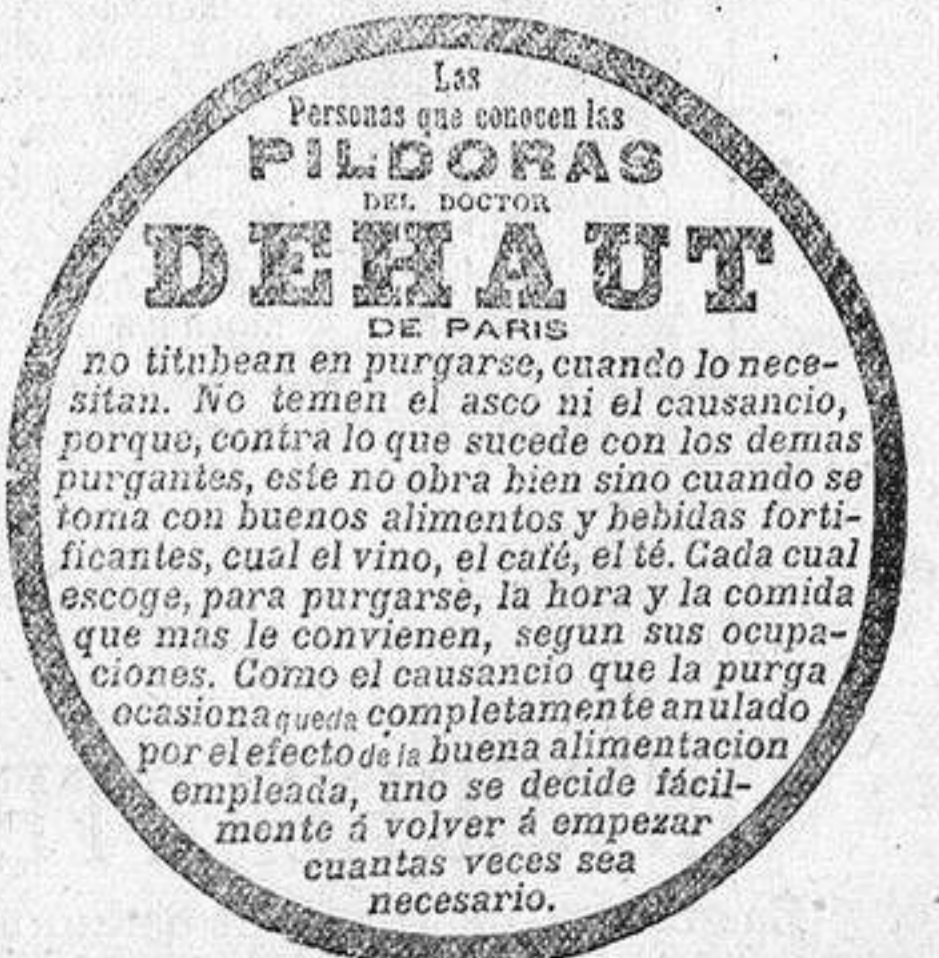 Las
Personas que conocen las
PILDORAS
DEL DOCTOR
DEHAUT
DE PARIS
no titubean en purgarse, cuando lo nece-
sitan. No temen el asco ni el causancio,
porque, contra lo que sucede con los demas
purgantes, este no obra bien sino cuando se
toma con buenos alimentos y bebidas forti-
ficantes, cual el vino, el café, el té. Cada cual
escoge, para purgarse, la hora y la comida
que mas le convienen, segun sus ocupa-
ciones. Como el causancio que la purga
ocasiona queda completamente anulado
por el efecto de la buena alimentacion
empleada, uno se decide fácil-
mente á volver á empezar
cuantas veces sea
necesario.